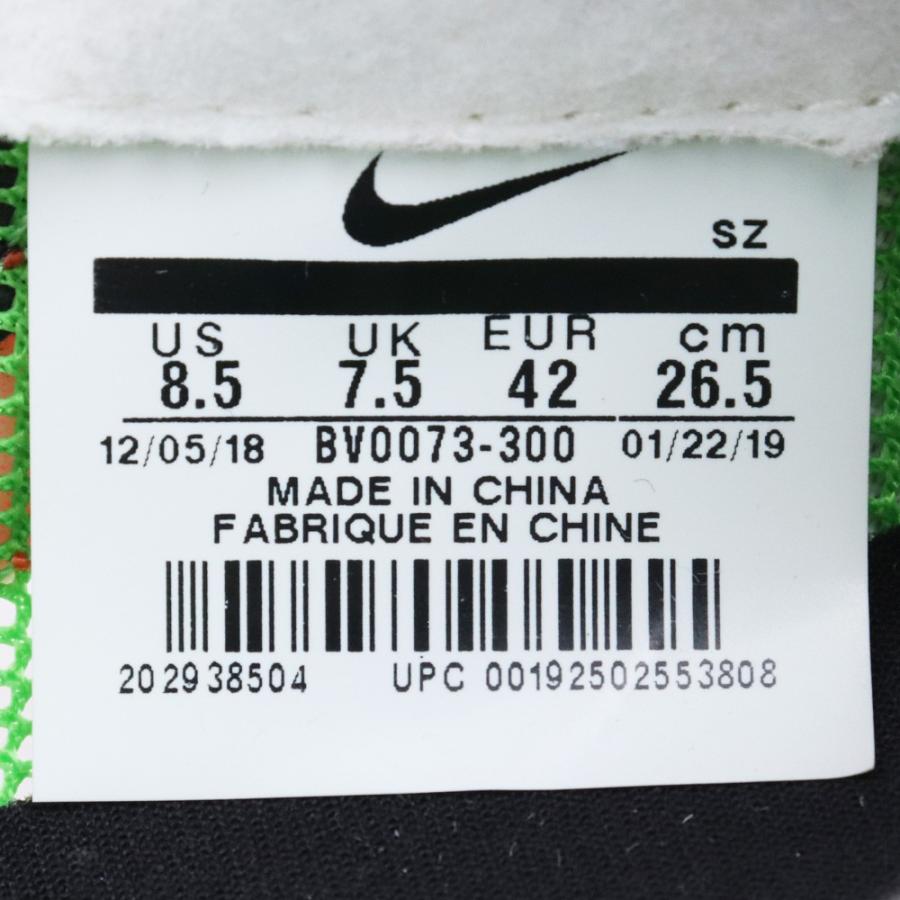 SZ
US UK EUR cm
8.5 7.5 42 26.5
12/05/18 BV0073-300 01/22/19
MADE IN CHINA
FABRIQUE EN CHINE
202938504 UPC 00192502553808